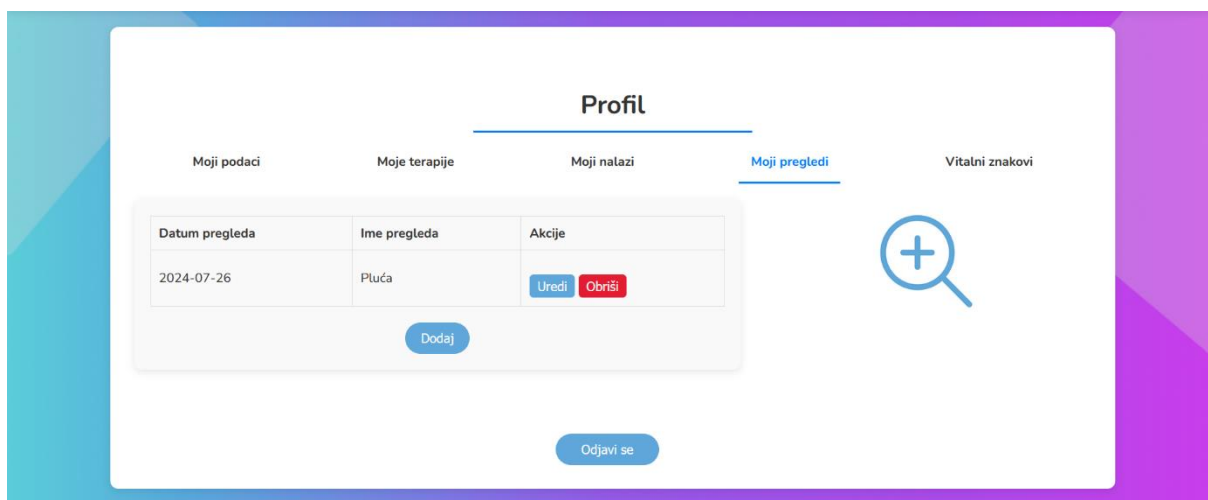 Profil
Moji podaci Moje terapije Moji nalazi Moji pregledi Vitalni znakovi
Datum pregleda Ime pregleda Akcije
2024-07-26 Pluća Uredi Obriši
Dodaj
Odjavi se